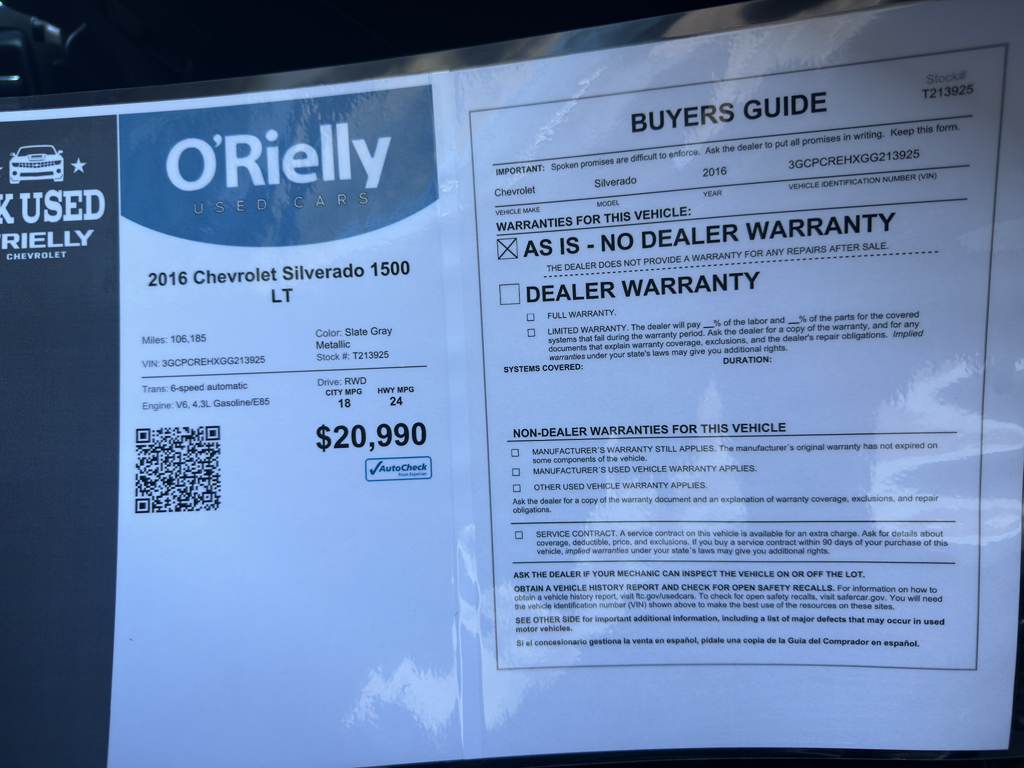 K USED
RIELLY
CHEVROLET
O'Rielly
USED CARS
2016 Chevrolet Silverado 1500
LT
Miles: 106,185
VIN: 3GCPCREHXGG213925
Color: Slate Gray
Metallic
Stock #: T213925
Trans: 6-speed automatic
Engine: V6, 4.3L Gasoline/E85
Drive: RWD
CITY MPG HWY MPG
18 24
$20,990
AutoCheck
Stock#
T213925
BUYERS GUIDE
IMPORTANT: Spoken promises are difficult to enforce. Ask the dealer to put all promises in writing. Keep this form.
Chevrolet Silverado 2016 3GCPCREHXGG213925
VEHICLE MAKE MODEL YEAR VEHICLE IDENTIFICATION NUMBER (VIN)
WARRANTIES FOR THIS VEHICLE:
AS IS - NO DEALER WARRANTY
THE DEALER DOES NOT PROVIDE A WARRANTY FOR ANY REPAIRS AFTER SALE.
DEALER WARRANTY
FULL WARRANTY.
LIMITED WARRANTY. The dealer will pay __% of the labor and __% of the parts for the covered
systems that fail during the warranty period. Ask the dealer for a copy of the warranty, and for any
documents that explain warranty coverage, exclusions, and the dealer's repair obligations. Implied
warranties under your state's laws may give you additional rights.
SYSTEMS COVERED: DURATION:
NON-DEALER WARRANTIES FOR THIS VEHICLE
MANUFACTURER'S WARRANTY STILL APPLIES. The manufacturer's original warranty has not expired on
some components of the vehicle.
MANUFACTURER'S USED VEHICLE WARRANTY APPLIES.
OTHER USED VEHICLE WARRANTY APPLIES.
Ask the dealer for a copy of the warranty document and an explanation of warranty coverage, exclusions, and repair
obligations.
SERVICE CONTRACT. A service contract on this vehicle is available for an extra charge. Ask for details about
coverage, deductible, price, and exclusions. If you buy a service contract within 90 days of your purchase of this
vehicle, implied warranties under your state's laws may give you additional rights.
ASK THE DEALER IF YOUR MECHANIC CAN INSPECT THE VEHICLE ON OR OFF THE LOT.
OBTAIN A VEHICLE HISTORY REPORT AND CHECK FOR OPEN SAFETY RECALLS. For information on how to
obtain a vehicle history report, visit ftc.gov/usedcars. To check for open safety recalls, visit safercar.gov. You will need
the vehicle identification number (VIN) shown above to make the best use of the resources on these sites.
SEE OTHER SIDE for important additional information, including a list of major defects that may occur in used
motor vehicles.
Si el concesionario gestiona la venta en español, pídale una copia de la Guía del Comprador en español.